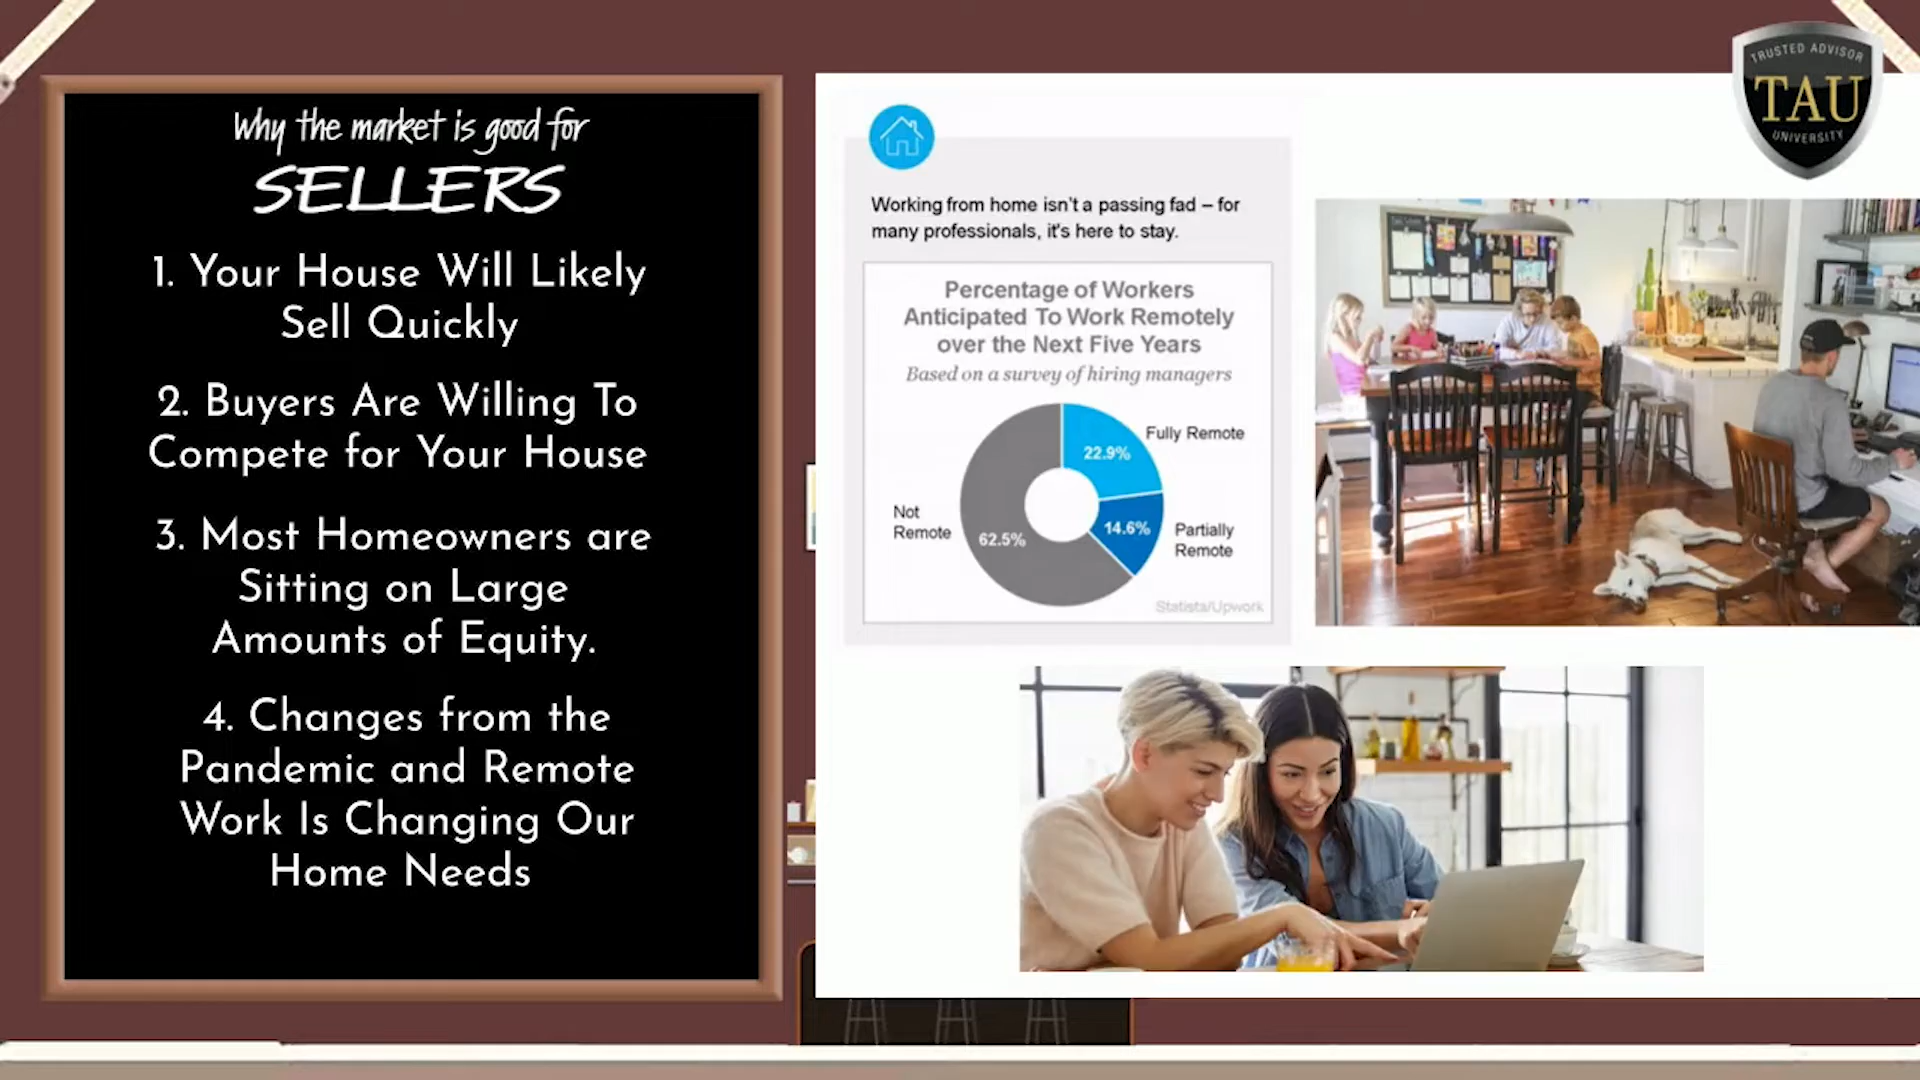 Why the market is good for
SELLERS
1. Your House Will Likely
Sell Quickly
2. Buyers Are Willing To
Compete for Your House
3. Most Homeowners are
Sitting on Large
Amounts of Equity.
4. Changes from the
Pandemic and Remote
Work Is Changing Our
Home Needs
Working from home isn't a passing fad – for
many professionals, it's here to stay.
Percentage of Workers
Anticipated To Work Remotely
over the Next Five Years
Based on a survey of hiring managers
Fully Remote
22.9%
Not
Remote
62.5%
14.6%
Partially
Remote
Statista/Upwork
TRUSTED ADVISOR
TAU
UNIVERSITY